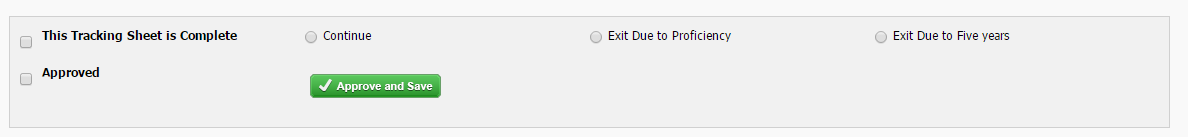 This Tracking Sheet is Complete Continue Exit Due to Proficiency Exit Due to Five years
Approved Approve and Save